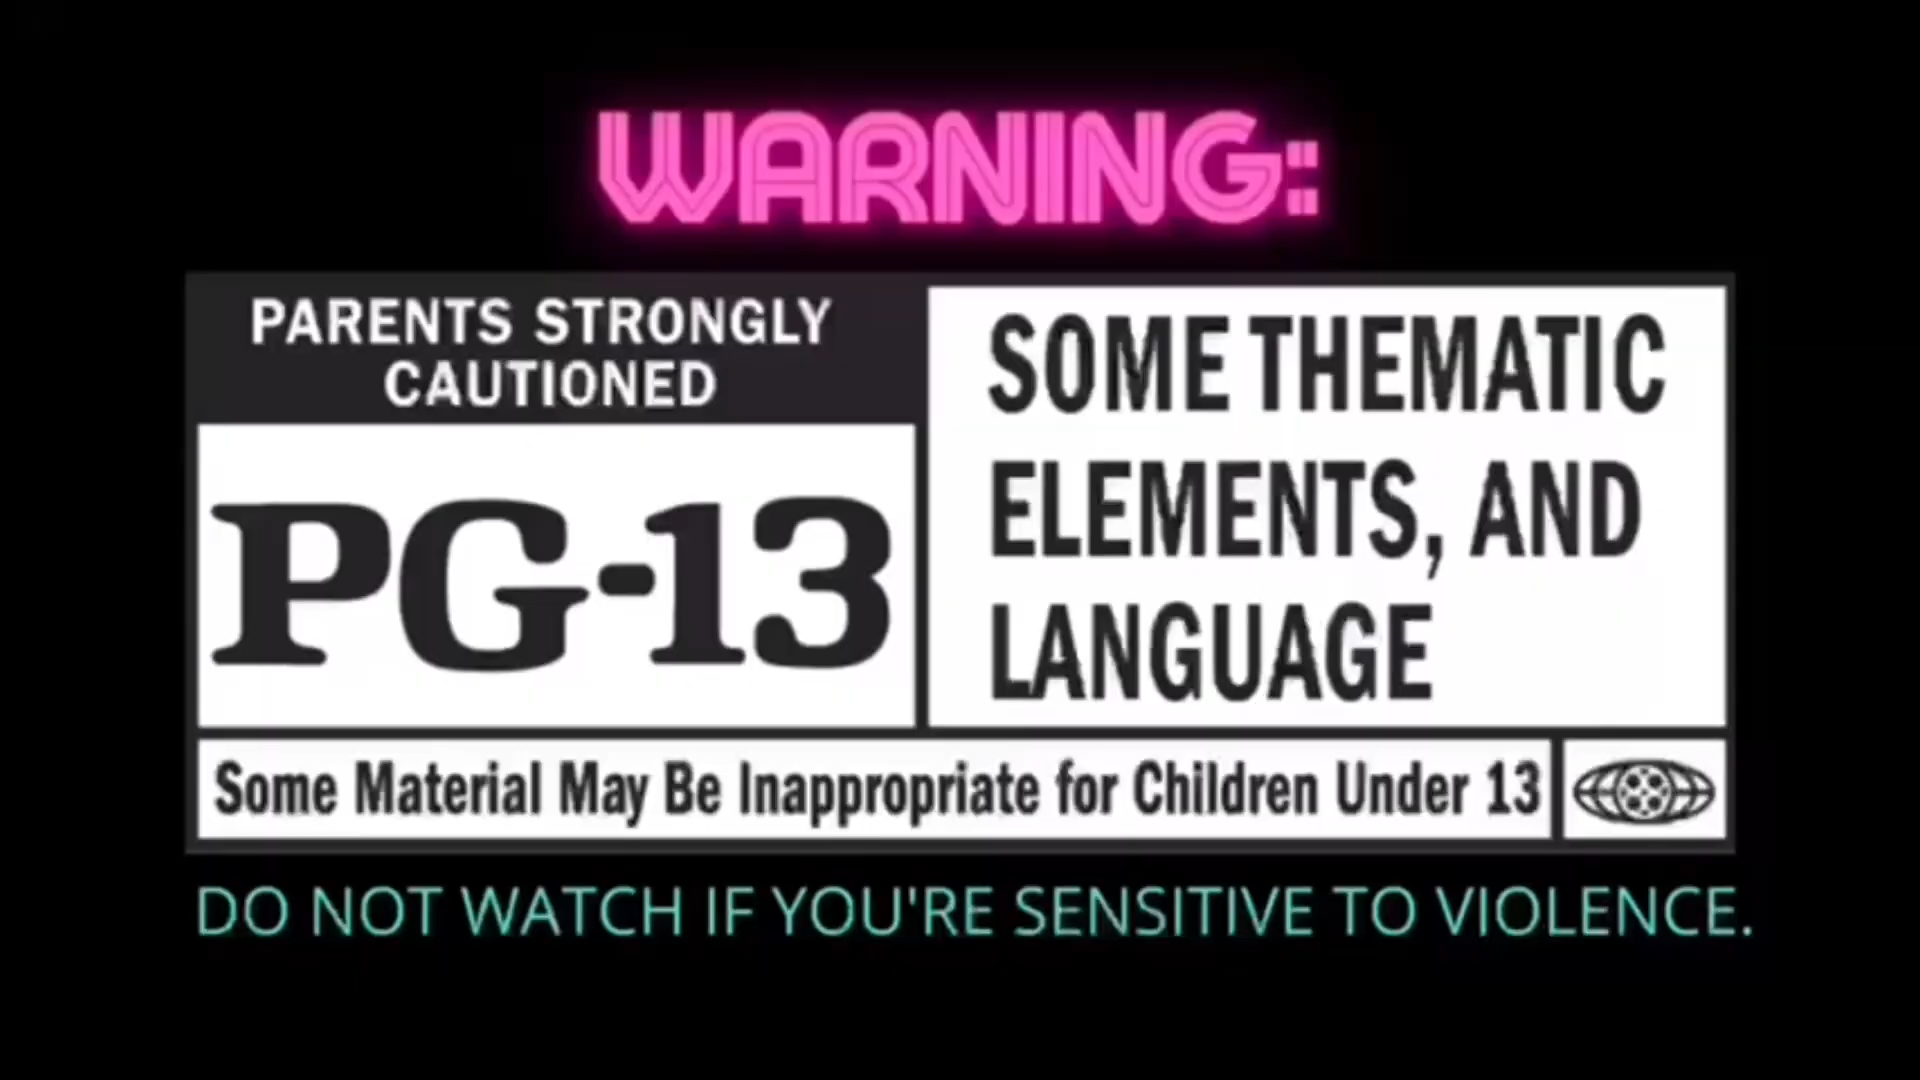 WARNING:
PARENTS STRONGLY
CAUTIONED
PG-13
SOME THEMATIC
ELEMENTS, AND
LANGUAGE
Some Material May Be Inappropriate for Children Under 13
DO NOT WATCH IF YOU'RE SENSITIVE TO VIOLENCE.